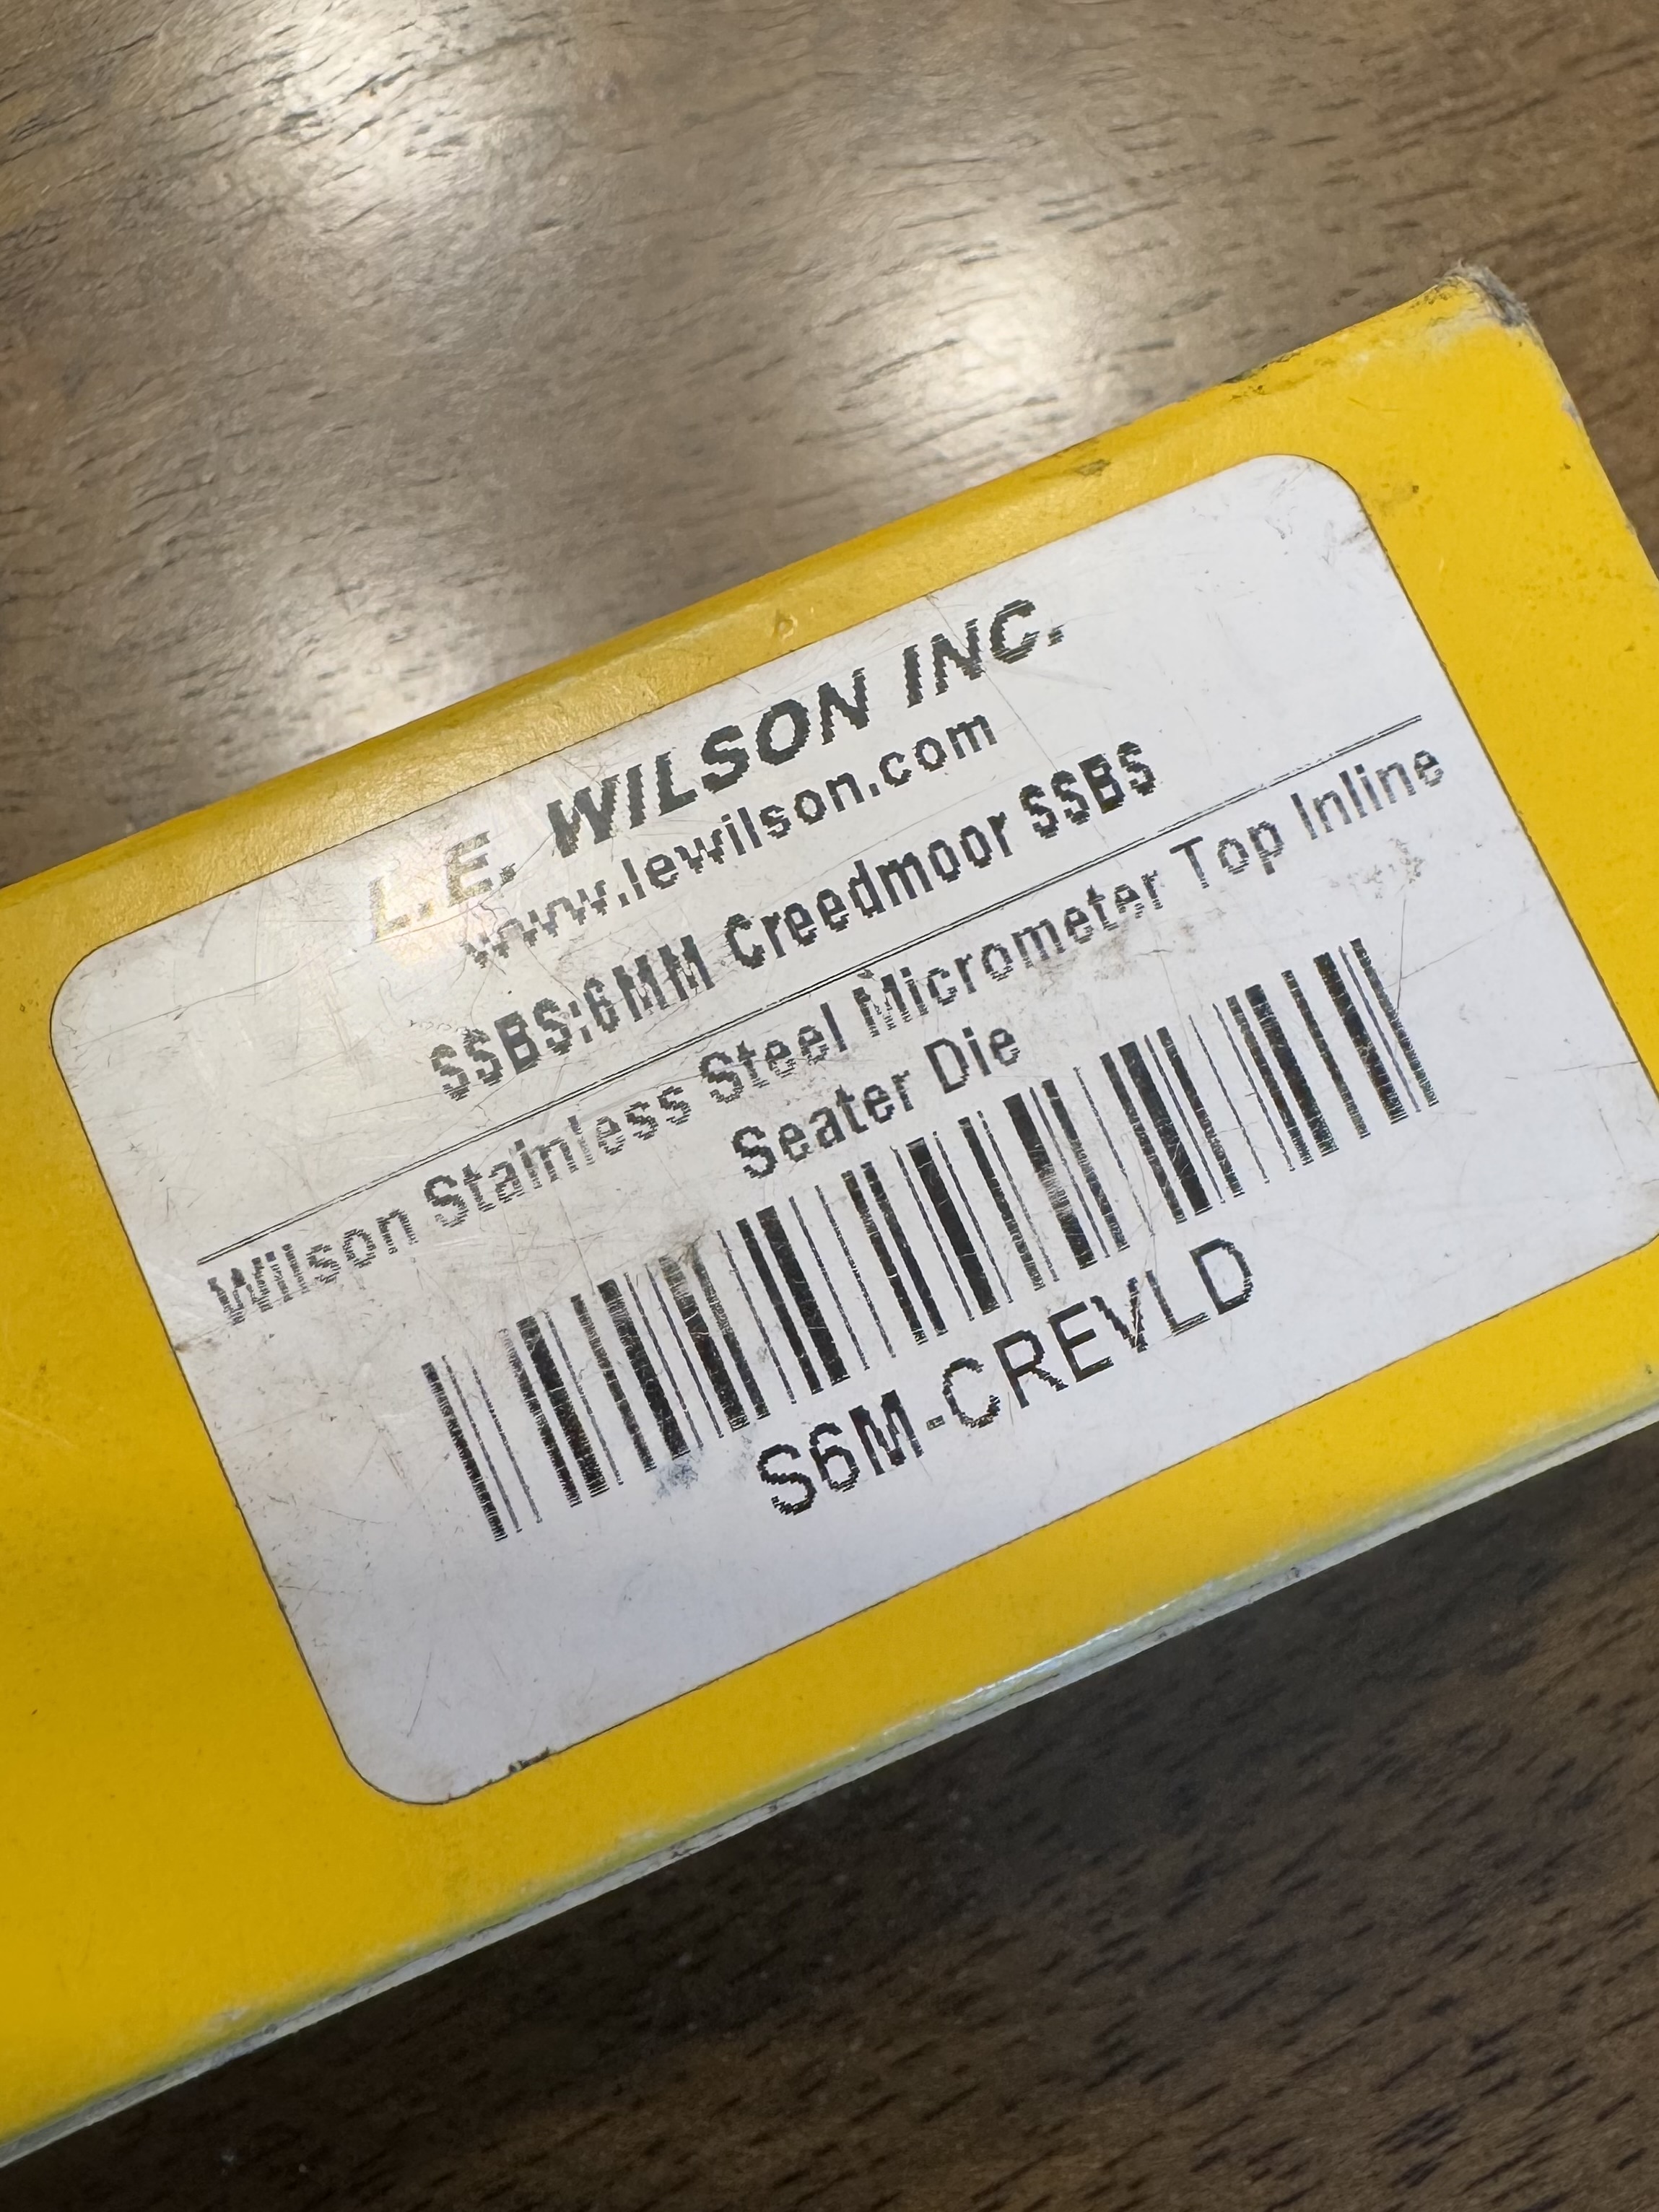 L.E. WILSON INC.
www.lewilson.com
SSBS:6MM Creedmoor SSBS
Wilson Stainless Steel Micrometer Top Inline
Seater Die
S6M-CREVLD